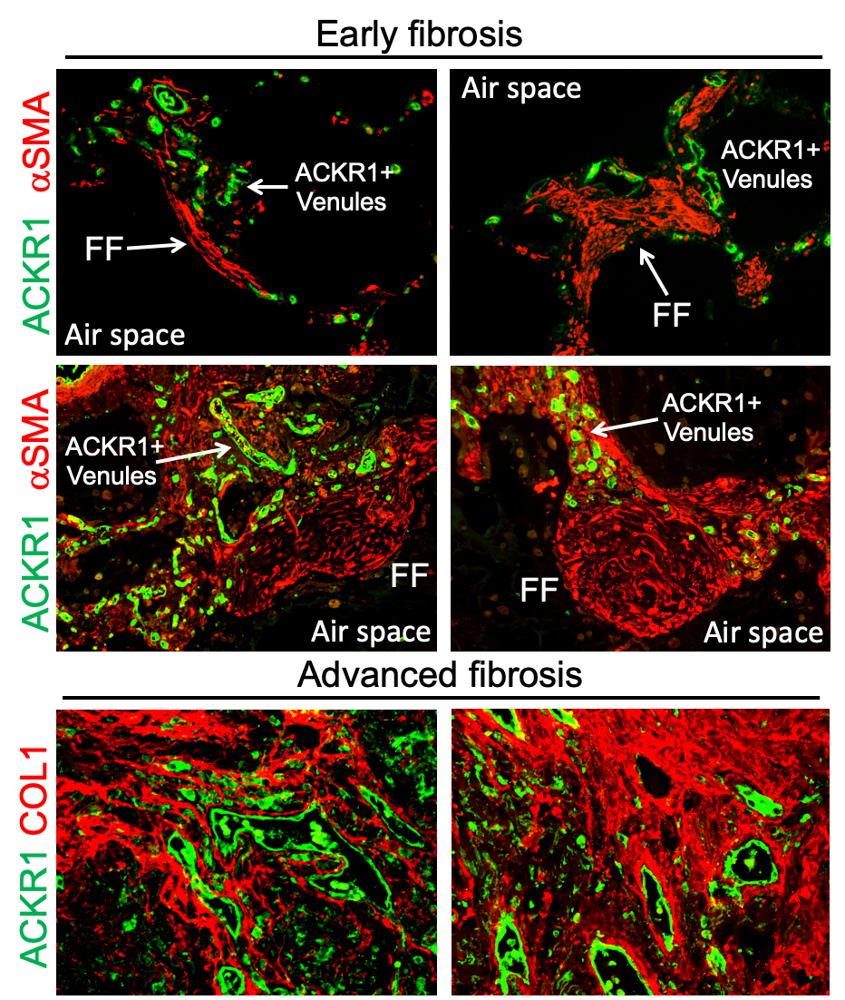 Early fibrosis
ACKR1 αSMA
Air space
ACKR1+
Venules
FF
Air space
ACKR1+
Venules
FF
ACKR1 αSMA
ACKR1+
Venules
FF
Air space
ACKR1+
Venules
FF
Air space
Advanced fibrosis
ACKR1 COL1